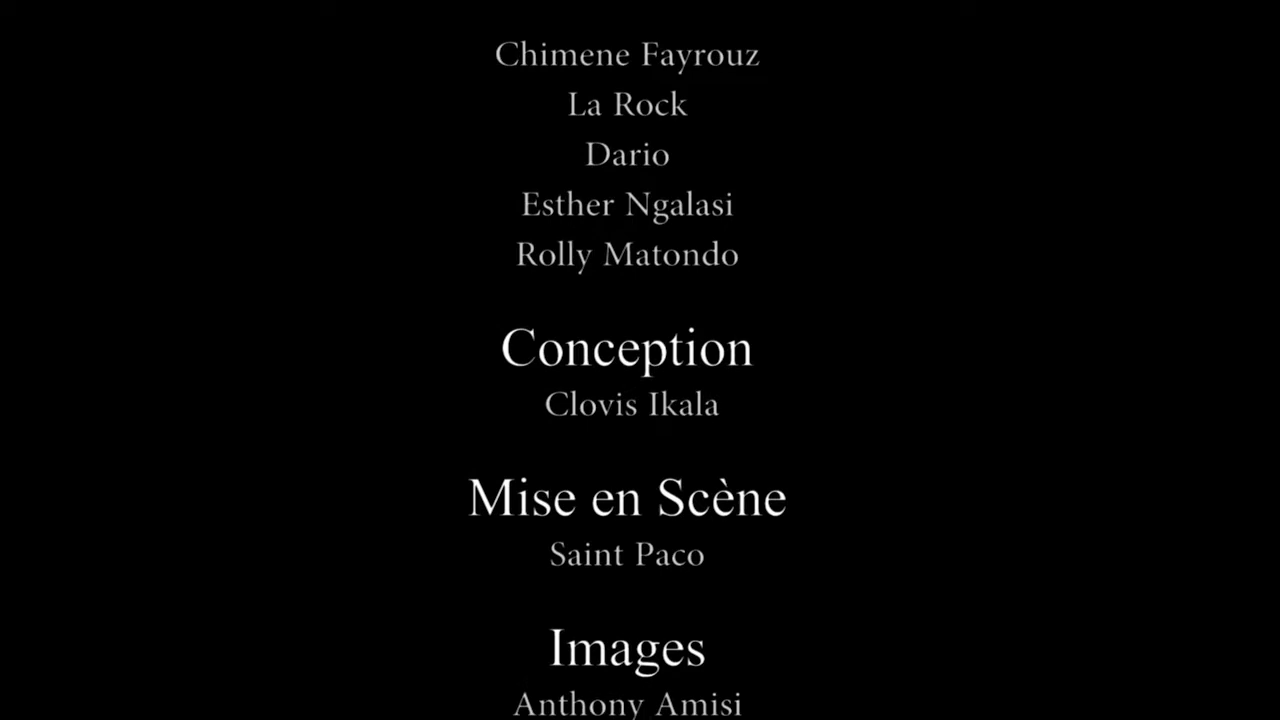 Chimene Fayrouz
La Rock
Dario
Esther Ngalasi
Rolly Matondo
Conception
Clovis Ikala
Mise en Scène
Saint Paco
Images
Anthony Amisi